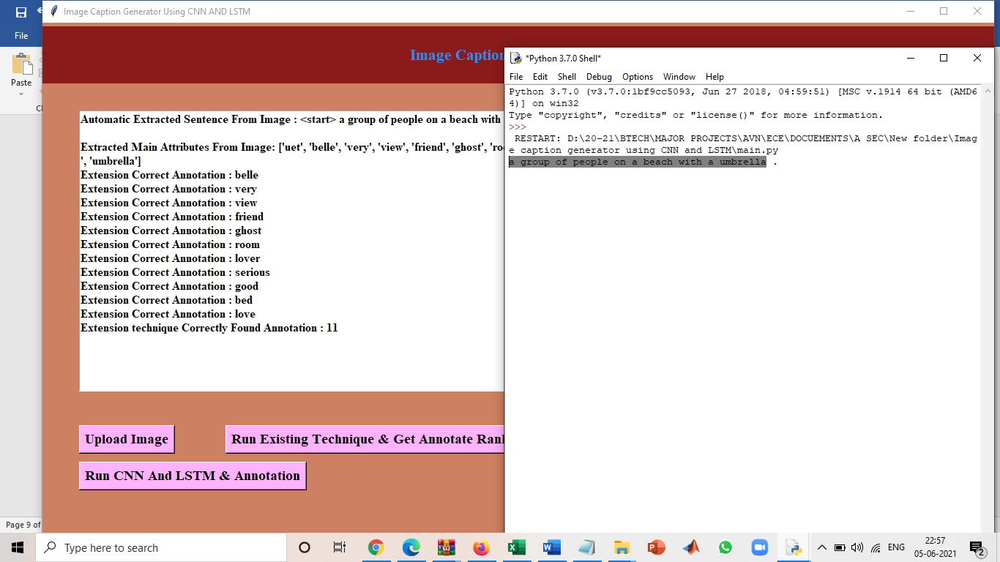 Image Caption Generator Using CNN AND LSTM
File
Paste
Image Caption
Automatic Extracted Sentence From Image : <start> a group of people on a beach with
Extracted Main Attributes From Image: ['uet', 'belle', 'very', 'view', 'friend', 'ghost', 'roo
', 'umbrella']
Extension Correct Annotation : belle
Extension Correct Annotation : very
Extension Correct Annotation : view
Extension Correct Annotation : friend
Extension Correct Annotation : ghost
Extension Correct Annotation : room
Extension Correct Annotation : lover
Extension Correct Annotation : serious
Extension Correct Annotation : good
Extension Correct Annotation : bed
Extension Correct Annotation : love
Extension technique Correctly Found Annotation : 11
Upload Image
Run Existing Technique & Get Annotate Ran
Run CNN And LSTM & Annotation
*Python 3.7.0 Shell*
File Edit Shell Debug Options Window Help
Python 3.7.0 (v3.7.0:1bf9cc5093, Jun 27 2018, 04:59:51) [MSC v.1914 64 bit (AMD6
4)] on win32
Type "copyright", "credits" or "license()" for more information.
>>>
RESTART: D:\20-21\BTECH\MAJOR PROJECTS\AVN\ECE\DOCUEMENTS\A SEC\New folder\Imag
e caption generator using CNN and LSTM\main.py
a group of people on a beach with a umbrella .
Page 9 of
Type here to search
ENG
22:57
05-06-2021
2